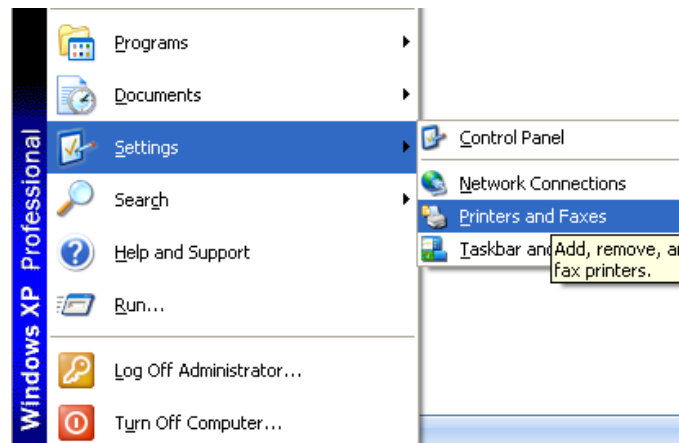 Windows XP Professional
Programs
Documents
Settings
Search
Help and Support
Run...
Log Off Administrator...
Turn Off Computer...
Control Panel
Network Connections
Printers and Faxes
Taskbar and
Add, remove,
fax printers.